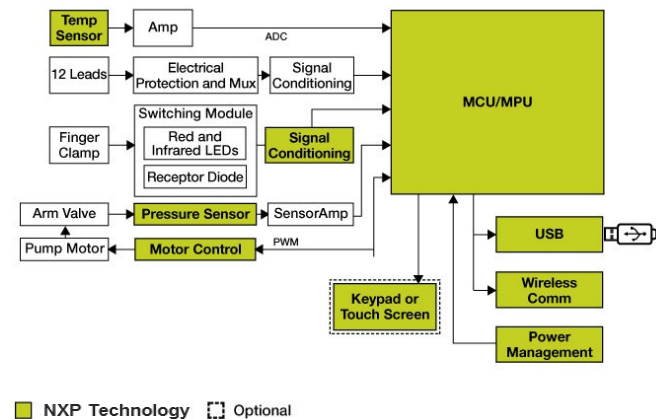 Temp
Sensor
Amp
ADC
12 Leads
Electrical
Protection and Mux
Signal
Conditioning
MCU/MPU
Switching Module
Finger
Clamp
Red and
Infrared LEDs
Receptor Diode
Signal
Conditioning
Arm Valve
Pressure Sensor
SensorAmp
Pump Motor
Motor Control
PWM
USB
Keypad or
Touch Screen
Wireless
Comm
Power
Management
NXP Technology
Optional